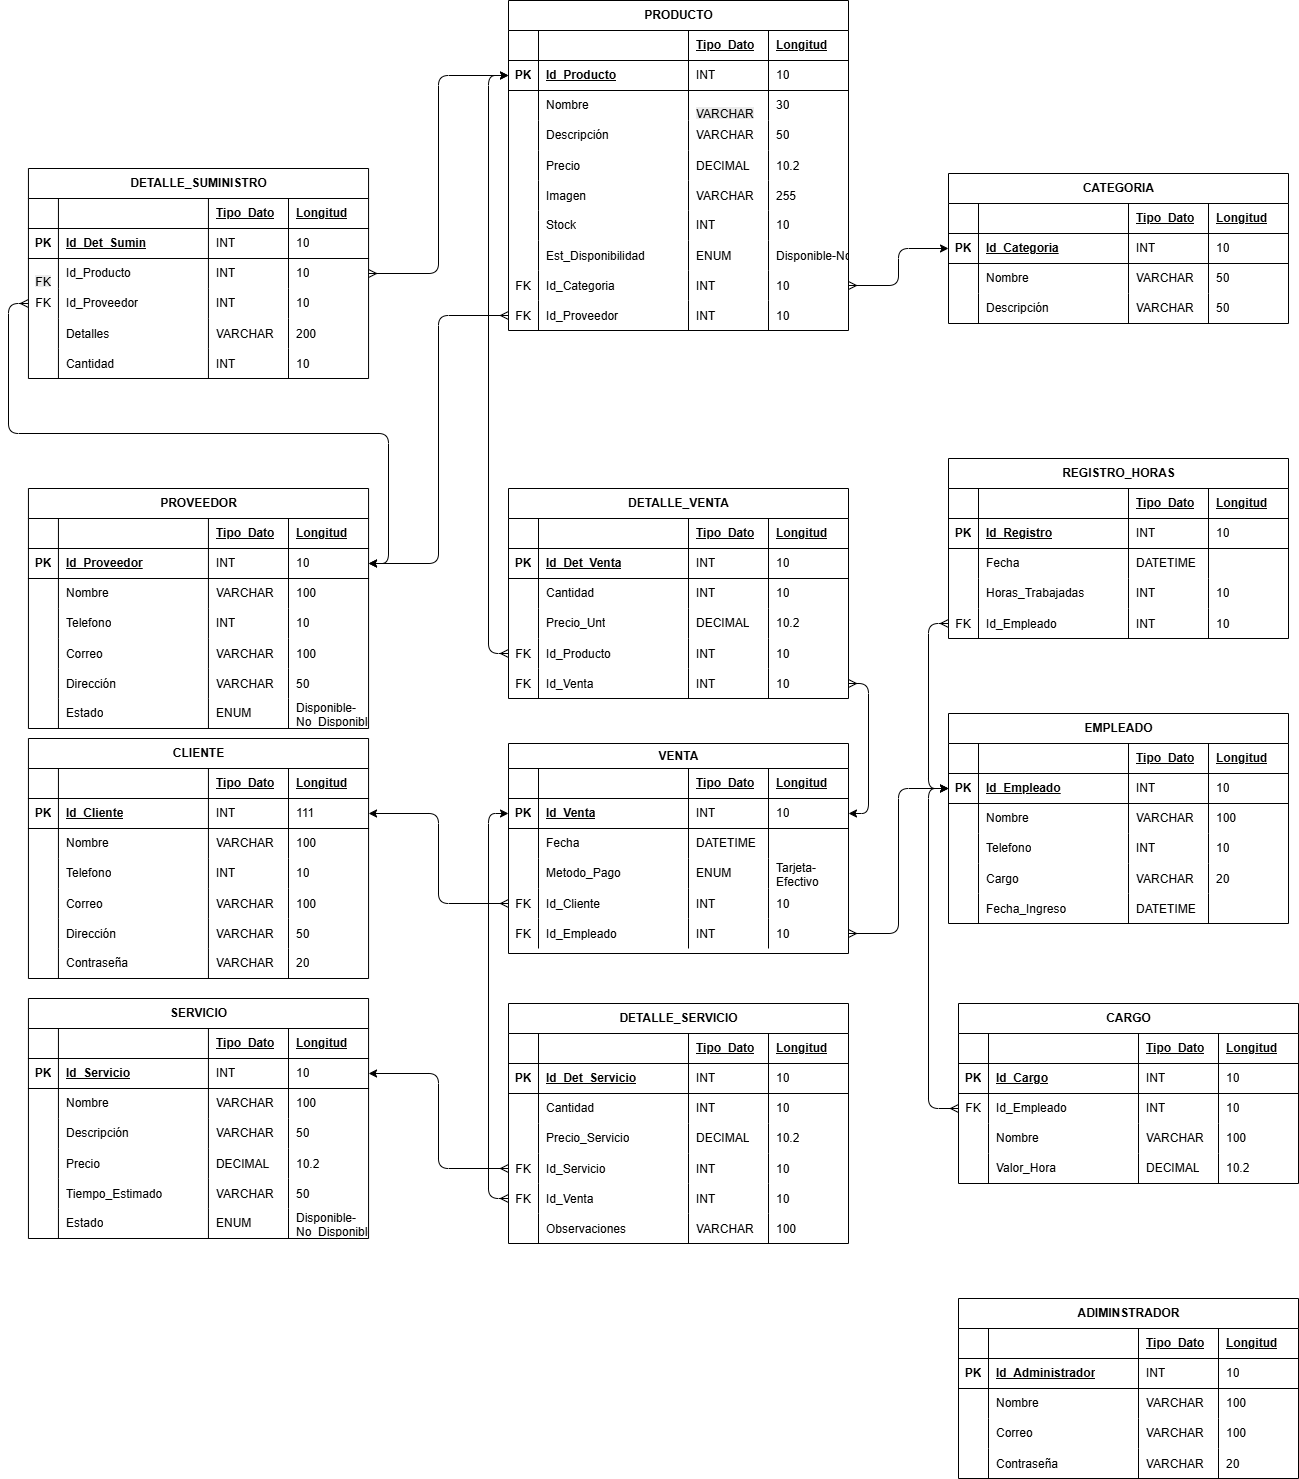 PRODUCTO
Tipo_Dato Longitud
PK Id_Producto INT 10
Nombre VARCHAR 30
Descripción VARCHAR 50
Precio DECIMAL 10.2
Imagen VARCHAR 255
Stock INT 10
Est_Disponibilidad ENUM Disponible-No
FK Id_Categoria INT 10
FK Id_Proveedor INT 10
DETALLE_SUMINISTRO
Tipo_Dato Longitud
PK Id_Det_Sumin INT 10
FK Id_Producto INT 10
FK Id_Proveedor INT 10
Detalles VARCHAR 200
Cantidad INT 10
CATEGORIA
Tipo_Dato Longitud
PK Id_Categoria INT 10
Nombre VARCHAR 50
Descripción VARCHAR 50
PROVEEDOR
Tipo_Dato Longitud
PK Id_Proveedor INT 10
Nombre VARCHAR 100
Telefono INT 10
Correo VARCHAR 100
Dirección VARCHAR 50
Estado ENUM Disponible-
No_Disponibl
DETALLE_VENTA
Tipo_Dato Longitud
PK Id_Det_Venta INT 10
Cantidad INT 10
Precio_Unt DECIMAL 10.2
FK Id_Producto INT 10
FK Id_Venta INT 10
REGISTRO_HORAS
Tipo_Dato Longitud
PK Id_Registro INT 10
Fecha DATETIME
Horas_Trabajadas INT 10
FK Id_Empleado INT 10
CLIENTE
Tipo_Dato Longitud
PK Id_Cliente INT 111
Nombre VARCHAR 100
Telefono INT 10
Correo VARCHAR 100
Dirección VARCHAR 50
Contraseña VARCHAR 20
VENTA
Tipo_Dato Longitud
PK Id_Venta INT 10
Fecha DATETIME
Metodo_Pago ENUM Tarjeta-
Efectivo
FK Id_Cliente INT 10
FK Id_Empleado INT 10
EMPLEADO
Tipo_Dato Longitud
PK Id_Empleado INT 10
Nombre VARCHAR 100
Telefono INT 10
Cargo VARCHAR 20
Fecha_Ingreso DATETIME
SERVICIO
Tipo_Dato Longitud
PK Id_Servicio INT 10
Nombre VARCHAR 100
Descripción VARCHAR 50
Precio DECIMAL 10.2
Tiempo_Estimado VARCHAR 50
Estado ENUM Disponible-
No_Disponibl
DETALLE_SERVICIO
Tipo_Dato Longitud
PK Id_Det_Servicio INT 10
Cantidad INT 10
Precio_Servicio DECIMAL 10.2
FK Id_Servicio INT 10
FK Id_Venta INT 10
Observaciones VARCHAR 100
CARGO
Tipo_Dato Longitud
PK Id_Cargo INT 10
FK Id_Empleado INT 10
Nombre VARCHAR 100
Valor_Hora DECIMAL 10.2
ADIMINSTRADOR
Tipo_Dato Longitud
PK Id_Administrador INT 10
Nombre VARCHAR 100
Correo VARCHAR 100
Contraseña VARCHAR 20